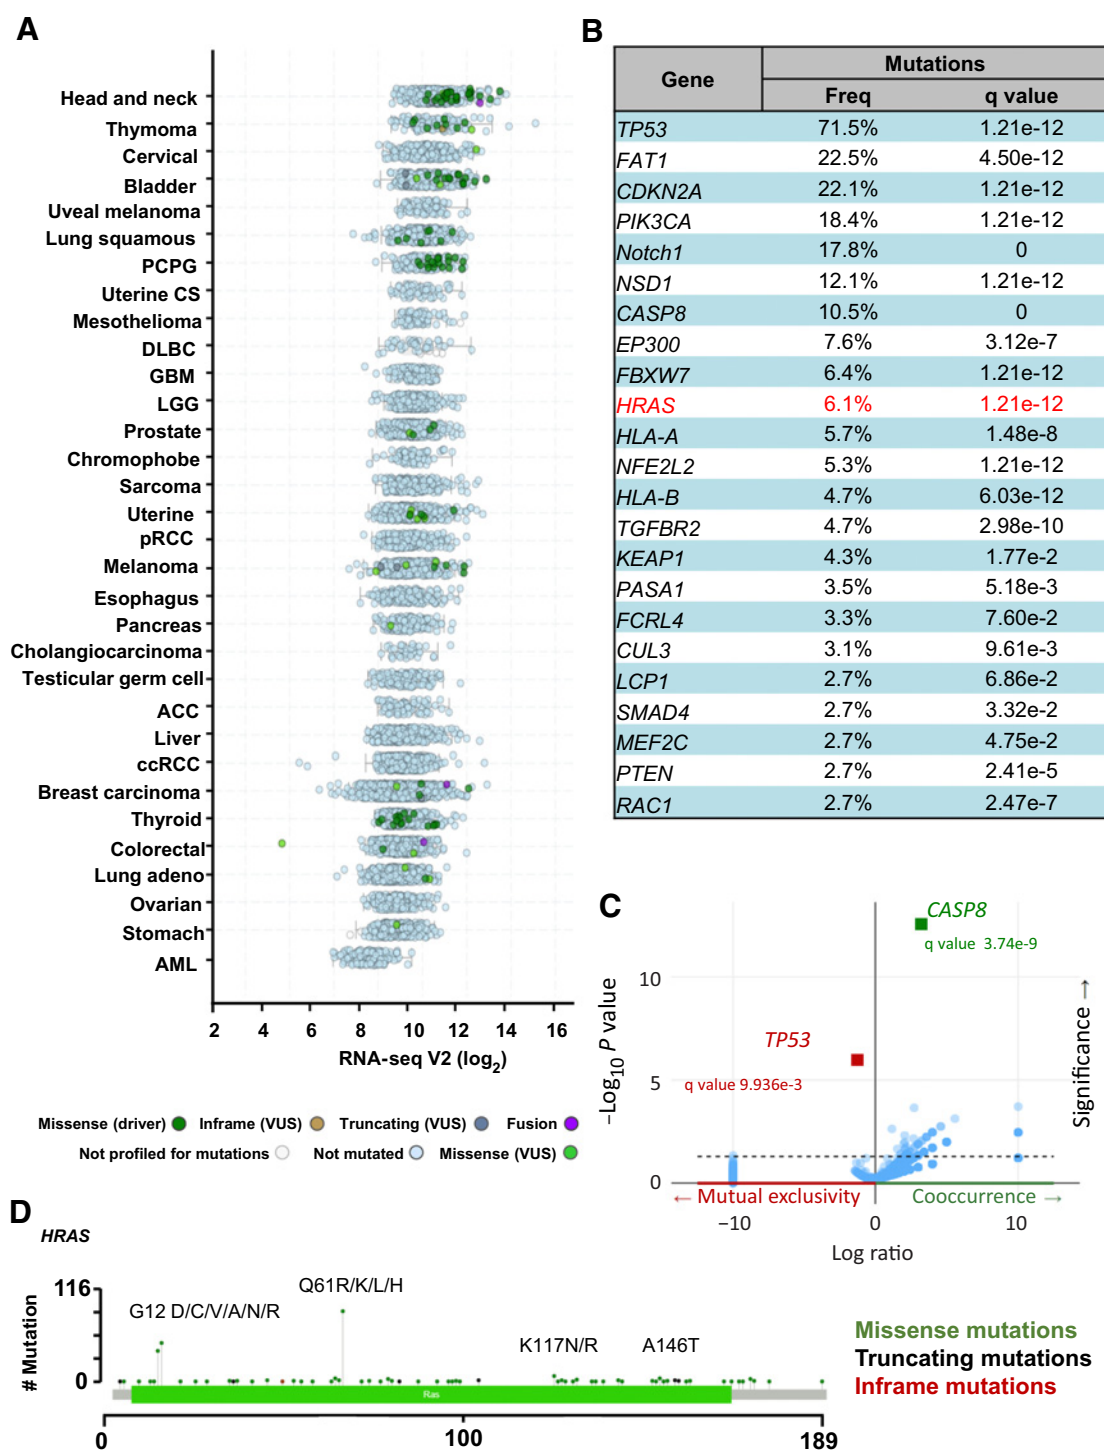 A
Head and neck
Thymoma
Cervical
Bladder
Uveal melanoma
Lung squamous
PCPG
Uterine CS
Mesothelioma
DLBC
GBM
LGG
Prostate
Chromophobe
Sarcoma
Uterine
pRCC
Melanoma
Esophagus
Pancreas
Cholangiocarcinoma
Testicular germ cell
ACC
Liver
ccRCC
Breast carcinoma
Thyroid
Colorectal
Lung adeno
Ovarian
Stomach
AML
2 4 6 8 10 12 14 16
RNA-seq V2 (log2)
Missense (driver) Inframe (VUS) Truncating (VUS) Fusion
Not profiled for mutations Not mutated Missense (VUS)
B
Gene Mutations
Freq q value
TP53 71.5% 1.21e-12
FAT1 22.5% 4.50e-12
CDKN2A 22.1% 1.21e-12
PIK3CA 18.4% 1.21e-12
Notch1 17.8% 0
NSD1 12.1% 1.21e-12
CASP8 10.5% 0
EP300 7.6% 3.12e-7
FBXW7 6.4% 1.21e-12
HRAS 6.1% 1.21e-12
HLA-A 5.7% 1.48e-8
NFE2L2 5.3% 1.21e-12
HLA-B 4.7% 6.03e-12
TGFBR2 4.7% 2.98e-10
KEAP1 4.3% 1.77e-2
PASA1 3.5% 5.18e-3
FCRL4 3.3% 7.60e-2
CUL3 3.1% 9.61e-3
LCP1 2.7% 6.86e-2
SMAD4 2.7% 3.32e-2
MEF2C 2.7% 4.75e-2
PTEN 2.7% 2.41e-5
RAC1 2.7% 2.47e-7
C
CASP8
q value 3.74e-9
TP53
q value 9.936e-3
−Log10 P value
10
5
0
Significance →
← Mutual exclusivity Cooccurrence →
−10 0 10
Log ratio
D
HRAS
# Mutation
116
0
G12 D/C/V/A/N/R
Q61R/K/L/H
K117N/R
A146T
Ras
0 100 189
Missense mutations
Truncating mutations
Inframe mutations